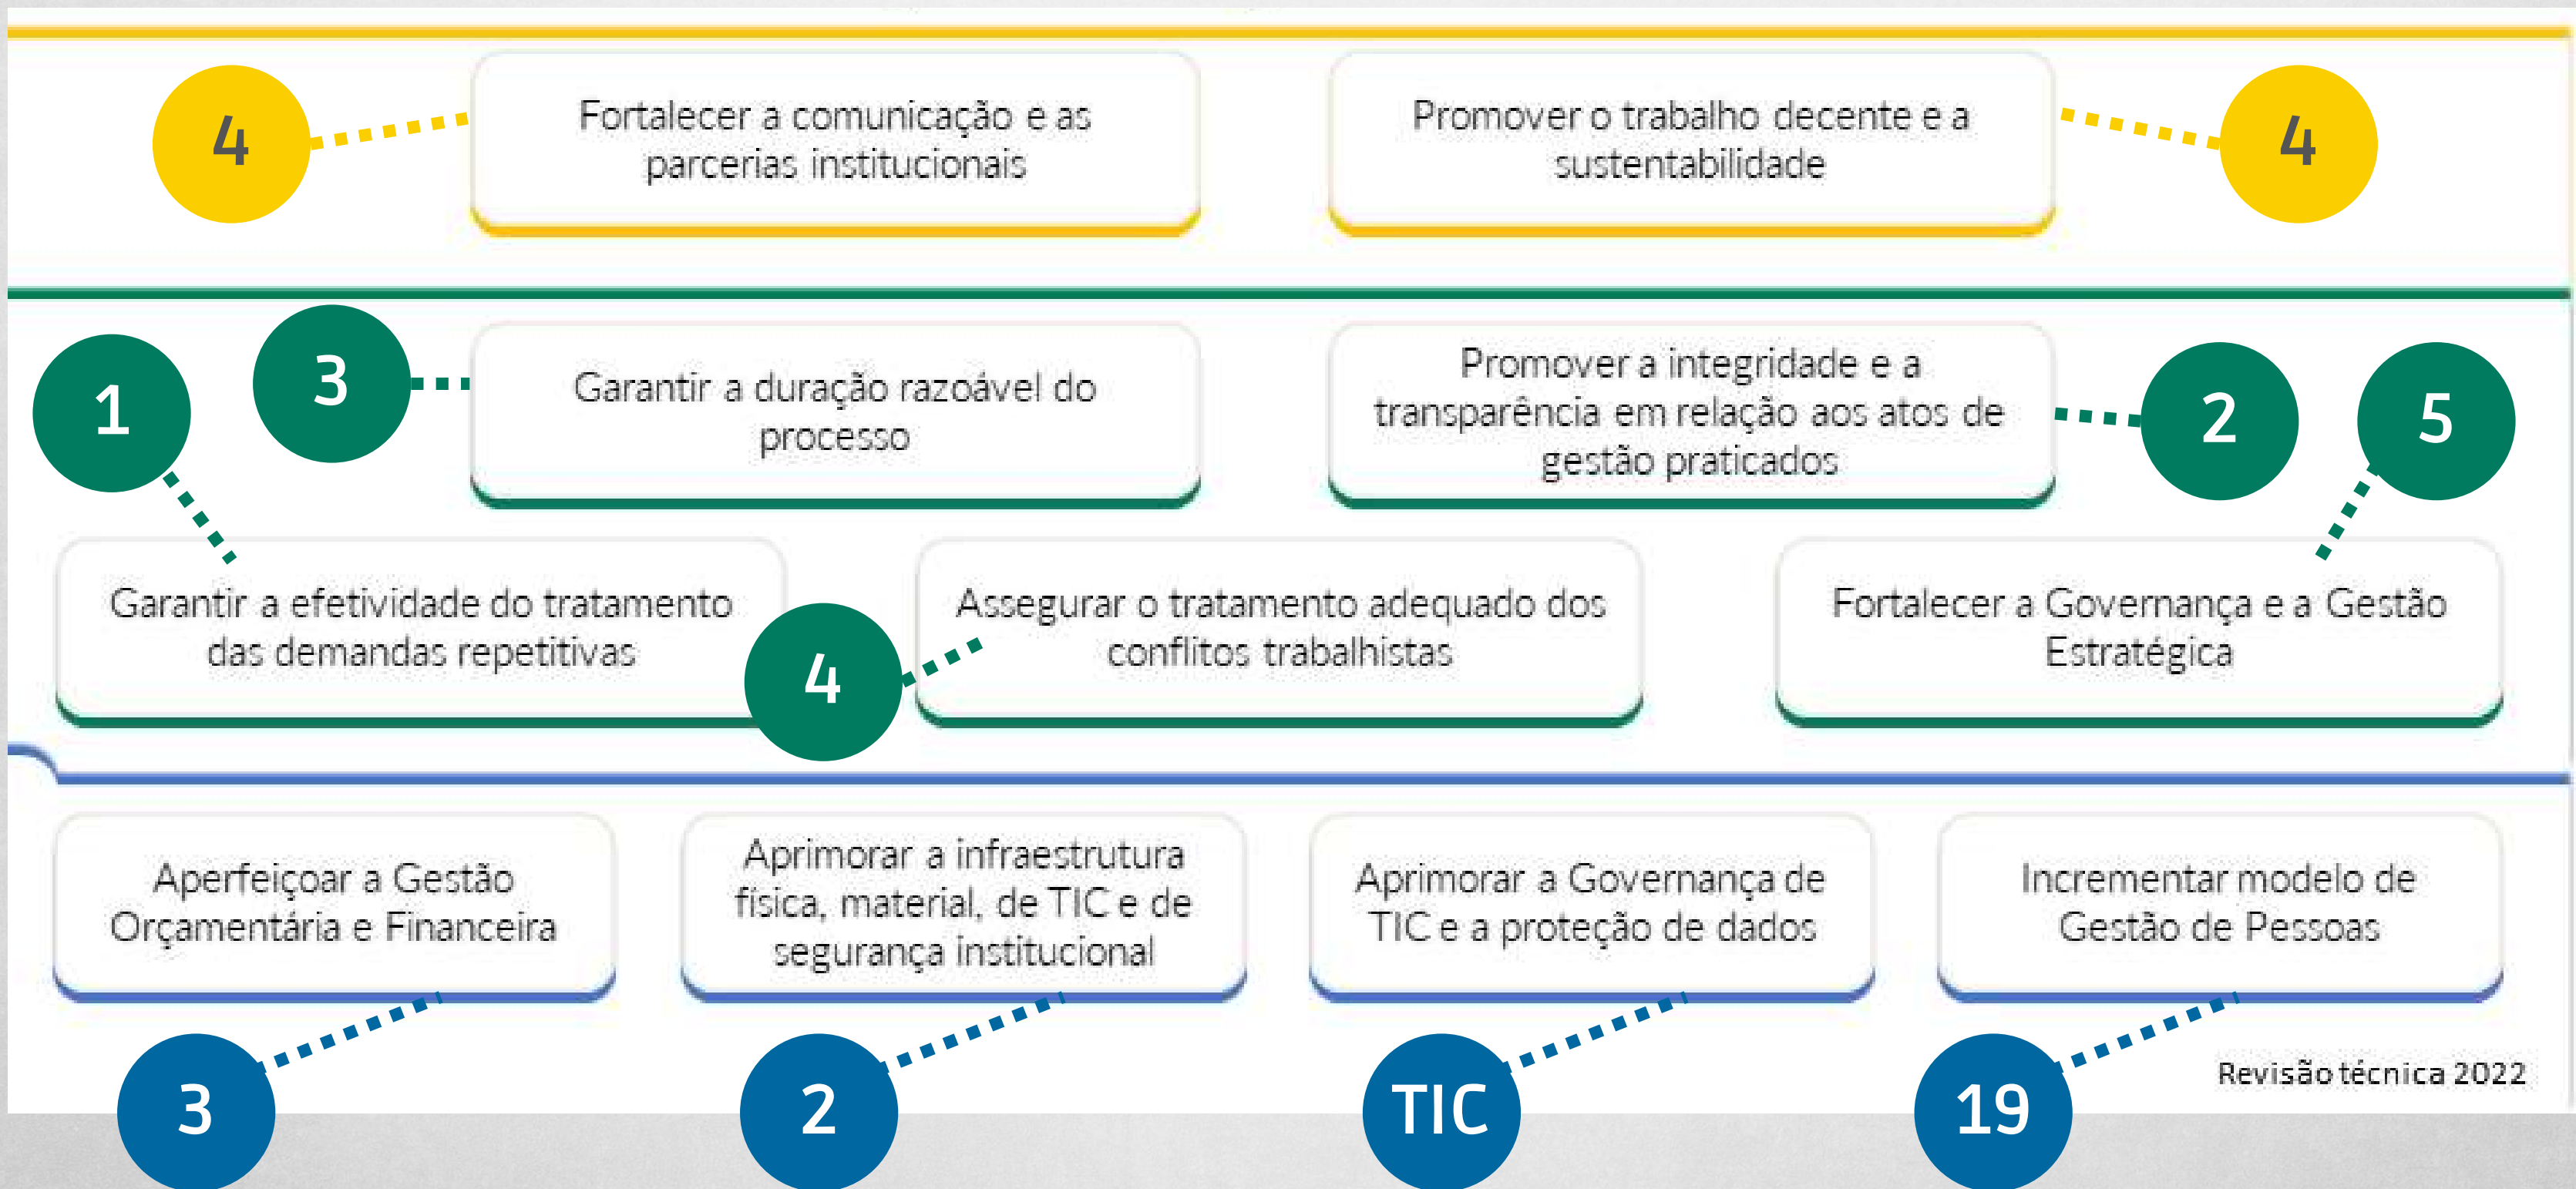 4
Fortalecer a comunicação e as
parcerias institucionais
Promover o trabalho decente e a
sustentabilidade
4
1
3
Garantir a duração razoável do
processo
Promover a integridade e a
transparência em relação aos atos de
gestão praticados
2
5
Garantir a efetividade do tratamento
das demandas repetitivas
4
Assegurar o tratamento adequado dos
conflitos trabalhistas
Fortalecer a Governança e a Gestão
Estratégica
Aperfeiçoar a Gestão
Orçamentária e Financeira
Aprimorar a infraestrutura
física, material, de TIC e de
segurança institucional
Aprimorar a Governança de
TIC e a proteção de dados
Incrementar modelo de
Gestão de Pessoas
3
2
TIC
19
Revisão técnica 2022